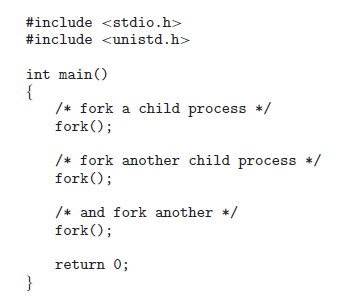 #include <stdio.h>
#include <unistd.h>
int main()
{
/* fork a child process */
fork();
/* fork another child process */
fork();
/* and fork another */
fork();
return 0;
}